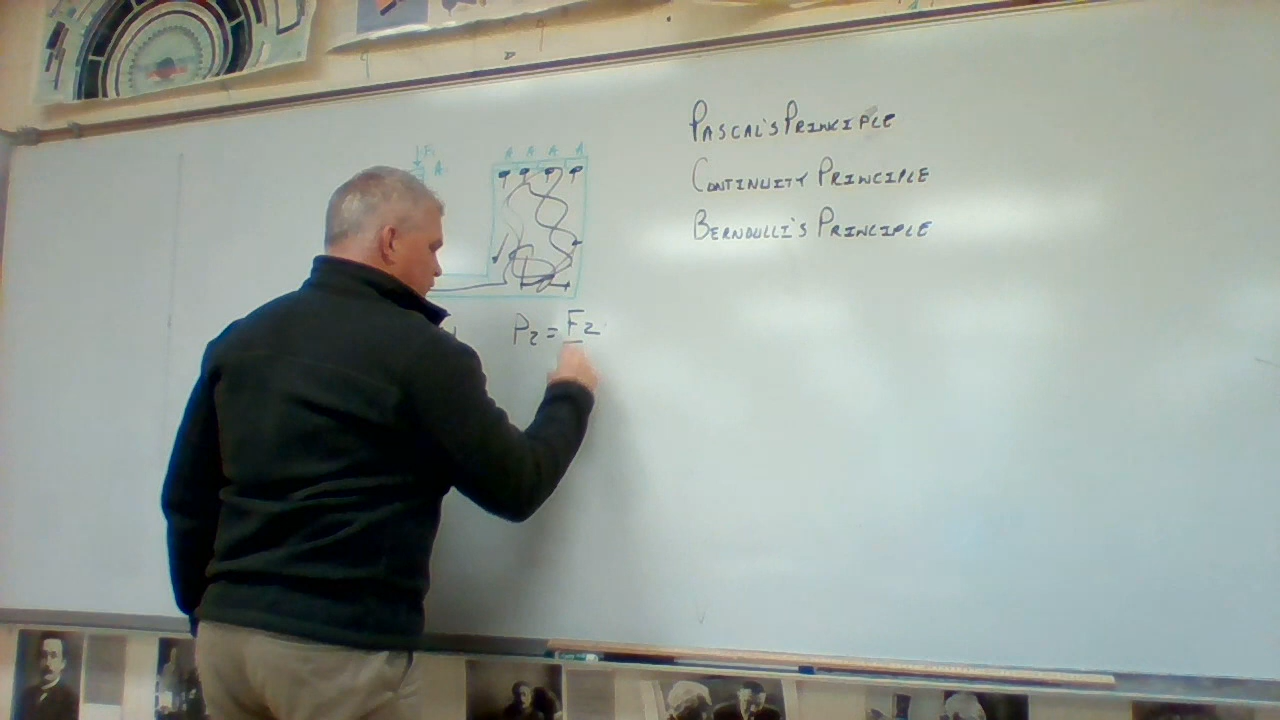 PASCAL'S PRINCIPLE
CONTINUITY PRINCIPLE
BERNOULLI'S PRINCIPLE
F A
A A A A
P2 = F2